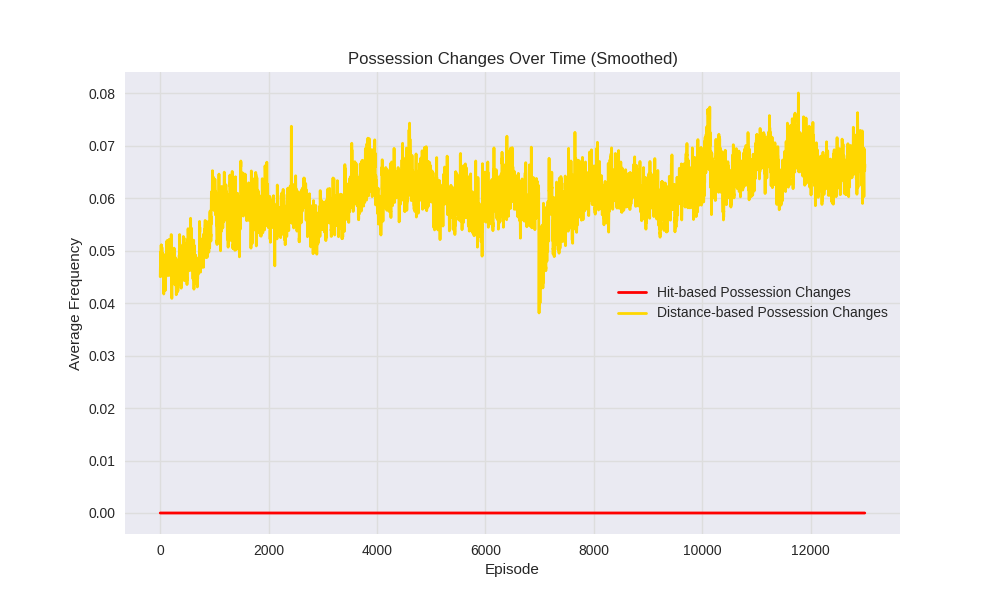 Possession Changes Over Time (Smoothed)
0.08
0.07
0.06
0.05
0.04
0.03
0.02
0.01
0.00
Average Frequency
Hit-based Possession Changes
Distance-based Possession Changes
0 2000 4000 6000 8000 10000 12000
Episode